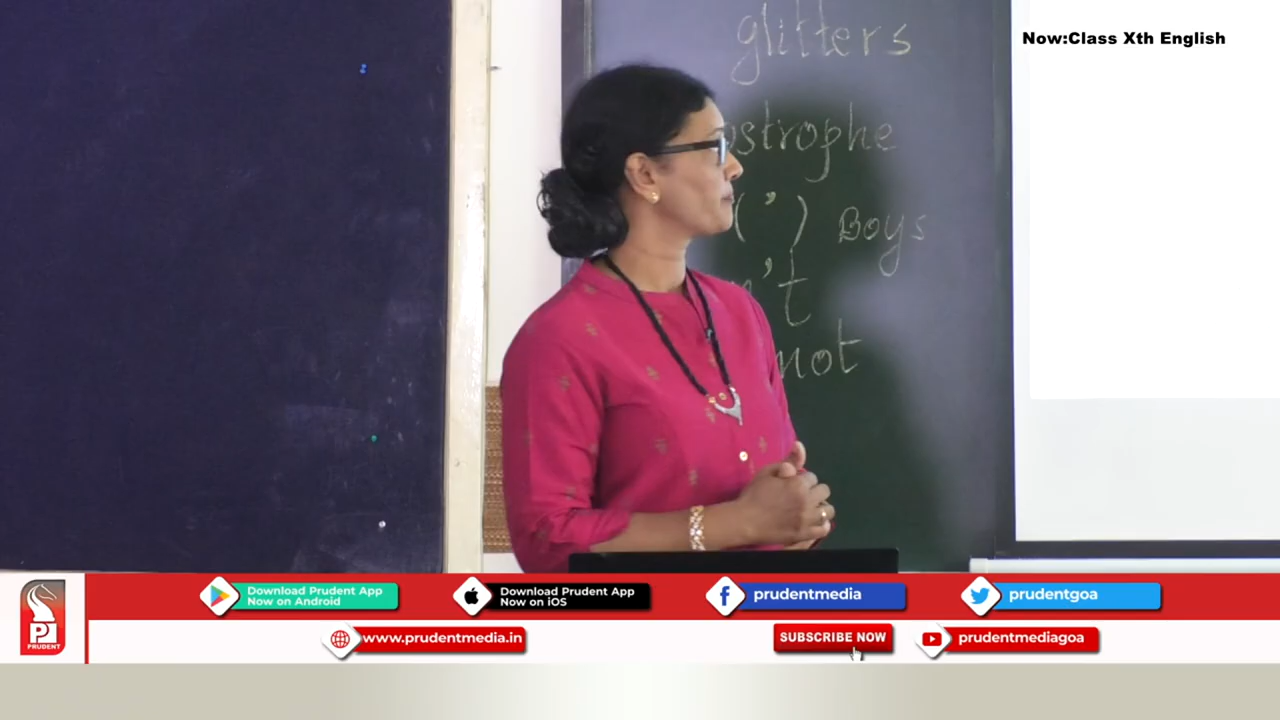 Now:Class Xth English
glitters
ostrophe
(') Boys
't
not
Download Prudent App
Now on Android
Download Prudent App
Now on iOS
prudentmedia
prudentgoa
PRUDENT
www.prudentmedia.in
SUBSCRIBE NOW
prudentmediagoa